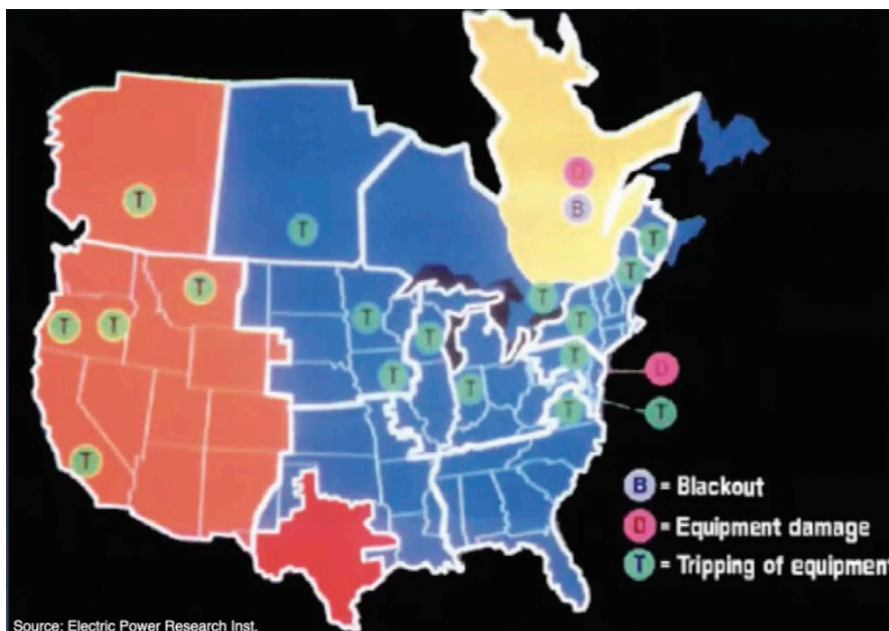 D
T
B
T
T
T
T
T
T
T
T
T
T
T
T
D
T
T
T
T
B = Blackout
D = Equipment damage
T = Tripping of equipment
Source: Electric Power Research Inst.